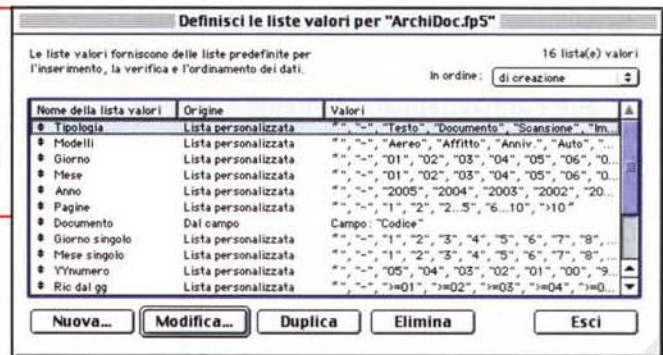 Definisci le liste valori per "ArchiDoc.fp5"
Le liste valori forniscono delle liste predefinite per
l'inserimento, la verifica e l'ordinamento dei dati.
16 lista(e) valori
In ordine: di creazione
Nome della lista valori Origine Valori
Tipologia Lista personalizzata " ", "-", "Testo", "Documento", "Scansione", "Im...
Modelli Lista personalizzata " ", "-", "Aereo", "Affitto", "Anniv.", "Auto", "...
Giorno Lista personalizzata " ", "-", "01", "02", "03", "04", "05", "06", "0...
Mese Lista personalizzata " ", "-", "01", "02", "03", "04", "05", "06", "0...
Anno Lista personalizzata " ", "-", "2005", "2004", "2003", "2002", "20...
Pagine Lista personalizzata " ", "-", "1", "2", "2...5", "6...10", ">10"
Documento Dal campo Campo: "Codice"
Giorno singolo Lista personalizzata " ", "-", "1", "2", "3", "4", "5", "6", "7", "8", ...
Mese singolo Lista personalizzata " ", "-", "1", "2", "3", "4", "5", "6", "7", "8", ...
YYnumero Lista personalizzata " ", "-", "05", "04", "03", "02", "01", "00", "9...
Ric dal gg Lista personalizzata " ", "-", ">=01", ">=02", ">=03", ">=04", ">=0...
Nuova... Modifica... Duplica Elimina Esci